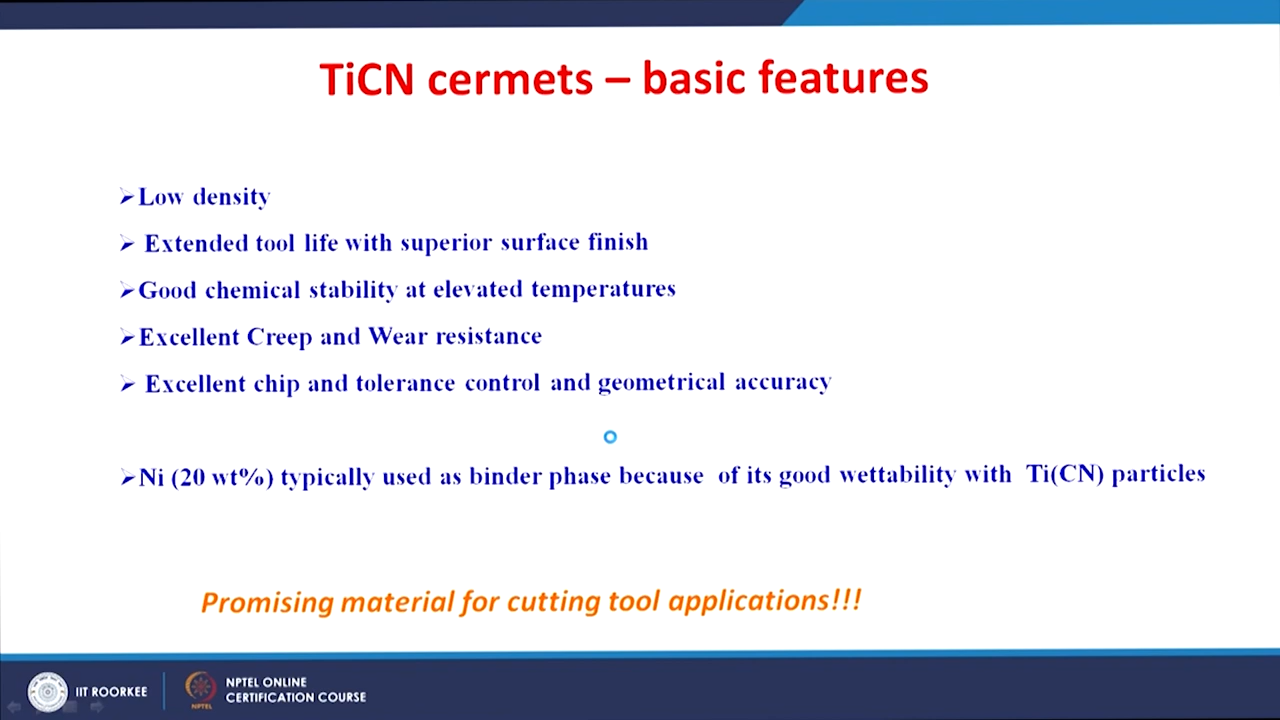 TiCN cermets – basic features
➢Low density
➢ Extended tool life with superior surface finish
➢Good chemical stability at elevated temperatures
➢Excellent Creep and Wear resistance
➢ Excellent chip and tolerance control and geometrical accuracy
➢Ni (20 wt%) typically used as binder phase because of its good wettability with Ti(CN) particles
Promising material for cutting tool applications!!!
IIT ROORKEE
NPTEL
NPTEL ONLINE
CERTIFICATION COURSE